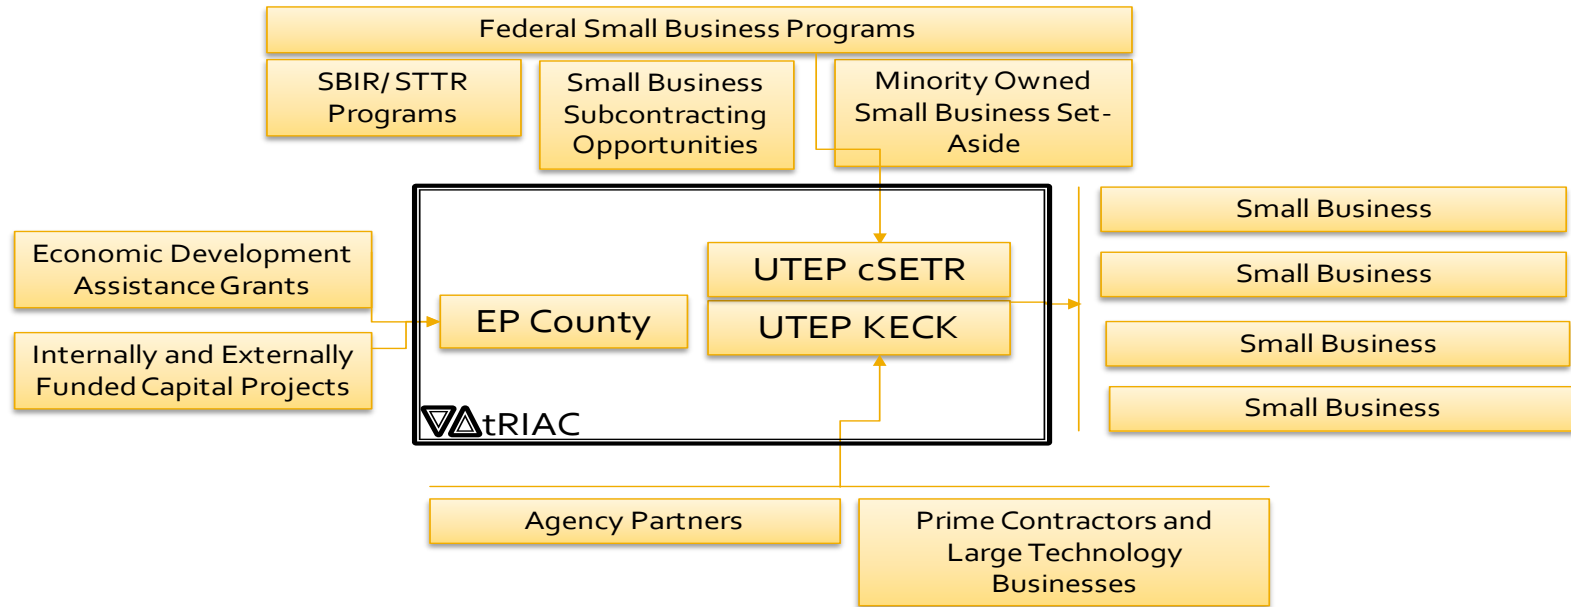 Federal Small Business Programs
SBIR/ STTR
Programs
Small Business
Subcontracting
Opportunities
Minority Owned
Small Business Set-
Aside
Economic Development
Assistance Grants
Internally and Externally
Funded Capital Projects
EP County
UTEP cSETR
UTEP KECK
tRIAC
Small Business
Small Business
Small Business
Small Business
Agency Partners
Prime Contractors and
Large Technology
Businesses